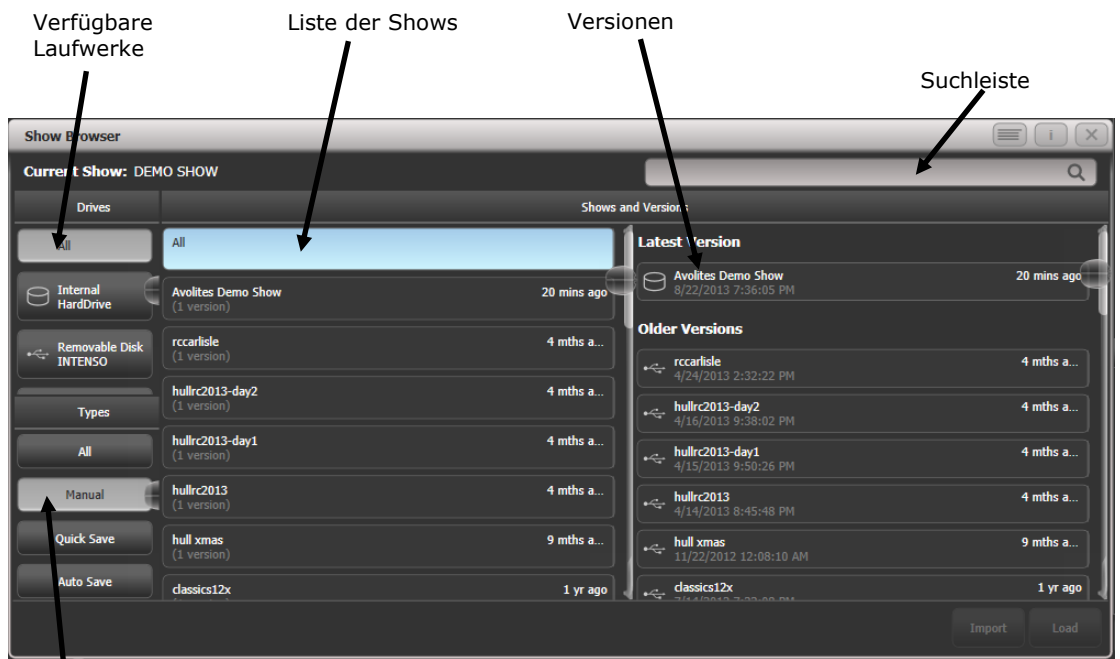 Verfügbare
Laufwerke
Liste der Shows
Versionen
Suchleiste
Show Browser
Current Show: DEMO SHOW
Drives
Shows and Versions
All
Internal
HardDrive
Removable Disk
INTENSO
Types
All
Manual
Quick Save
Auto Save
All
Avolites Demo Show 20 mins ago
(1 version)
rccarlisle 4 mths a...
(1 version)
hullrc2013-day2 4 mths a...
(1 version)
hullrc2013-day1 4 mths a...
(1 version)
hullrc2013 4 mths a...
(1 version)
hull xmas 9 mths a...
(1 version)
classics12x 1 yr ago
Latest Version
Avolites Demo Show 20 mins ago
8/22/2013 7:36:05 PM
Older Versions
rccarlisle 4 mths a...
4/24/2013 2:32:22 PM
hullrc2013-day2 4 mths a...
4/16/2013 9:38:02 PM
hullrc2013-day1 4 mths a...
4/15/2013 9:50:26 PM
hullrc2013 4 mths a...
4/14/2013 8:45:48 PM
hull xmas 9 mths a...
11/22/2012 12:08:10 AM
classics12x 1 yr ago
Import Load